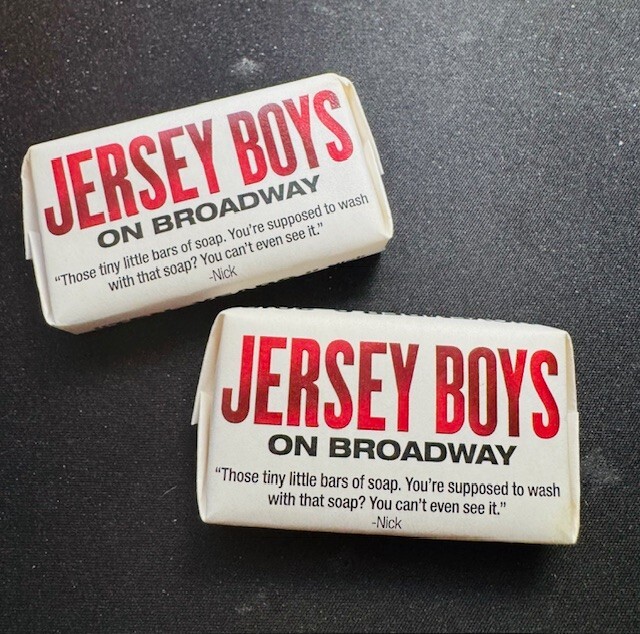 JERSEY BOYS
ON BROADWAY
“Those tiny little bars of soap. You’re supposed to wash
with that soap? You can’t even see it.”
-Nick
JERSEY BOYS
ON BROADWAY
“Those tiny little bars of soap. You’re supposed to wash
with that soap? You can’t even see it.”
-Nick